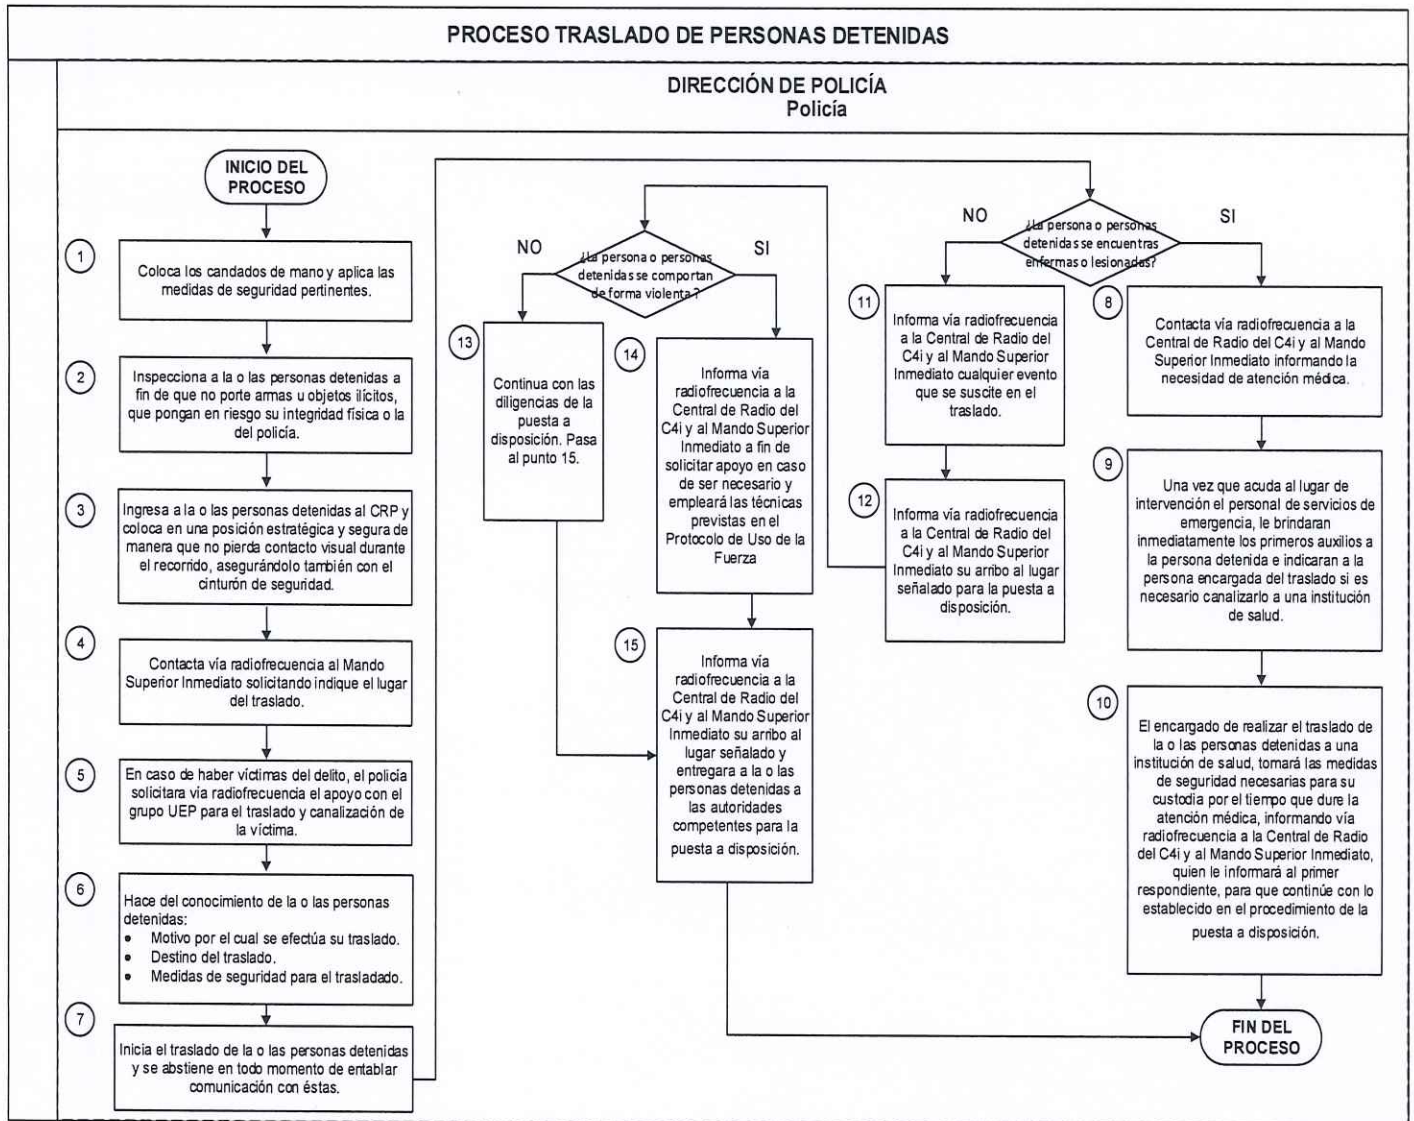 PROCESO TRASLADO DE PERSONAS DETENIDAS
DIRECCIÓN DE POLICÍA
Policía
INICIO DEL
PROCESO
1
Coloca los candados de mano y aplica las
medidas de seguridad pertinentes.
2
Inspecciona a la o las personas detenidas a
fin de que no porte armas u objetos ilícitos,
que pongan en riesgo su integridad física o la
del policía.
3
Ingresa a la o las personas detenidas al CRP y
coloca en una posición estratégica y segura de
manera que no pierda contacto visual durante
el recorrido, asegurándolo también con el
cinturón de seguridad.
4
Contacta vía radiofrecuencia al Mando
Superior Inmediato solicitando indique el lugar
del traslado.
5
En caso de haber víctimas del delito, el policía
solicitara vía radiofrecuencia el apoyo con el
grupo UEP para el traslado y canalización de
la víctima.
6
Hace del conocimiento de la o las personas
detenidas:
• Motivo por el cual se efectúa su traslado.
• Destino del traslado.
• Medidas de seguridad para el trasladado.
7
Inicia el traslado de la o las personas detenidas
y se abstiene en todo momento de entablar
comunicación con éstas.
¿La persona o personas
detenidas se encuentras
enfermas o lesionadas?
NO
SI
8
Contacta vía radiofrecuencia a la
Central de Radio del C4i y al Mando
Superior Inmediato informando la
necesidad de atención médica.
9
Una vez que acuda al lugar de
intervención el personal de servicios de
emergencia, le brindaran
inmediatamente los primeros auxilios a
la persona detenida e indicaran a la
persona encargada del traslado si es
necesario canalizarlo a una institución
de salud.
10
El encargado de realizar el traslado de
la o las personas detenidas a una
institución de salud, tomará las medidas
de seguridad necesarias para su
custodia por el tiempo que dure la
atención médica, informando vía
radiofrecuencia a la Central de Radio
del C4i y al Mando Superior Inmediato,
quien le informará al primer
respondiente, para que continúe con lo
establecido en el procedimiento de la
puesta a disposición.
11
Informa vía radiofrecuencia
a la Central de Radio del
C4i y al Mando Superior
Inmediato cualquier evento
que se suscite en el
traslado.
12
Informa vía radiofrecuencia
a la Central de Radio del
C4i y al Mando Superior
Inmediato su arribo al lugar
señalado para la puesta a
disposición.
¿La persona o personas
detenidas se comportan
de forma violenta?
NO
SI
13
Continua con las
diligencias de la
puesta a
disposición. Pasa
al punto 15.
14
Informa vía
radiofrecuencia a la
Central de Radio del
C4i y al Mando Superior
Inmediato a fin de
solicitar apoyo en caso
de ser necesario y
empleará las técnicas
previstas en el
Protocolo de Uso de la
Fuerza
15
Informa vía
radiofrecuencia a la
Central de Radio del
C4i y al Mando Superior
Inmediato su arribo al
lugar señalado y
entregara a la o las
personas detenidas a
las autoridades
competentes para la
puesta a disposición.
FIN DEL
PROCESO